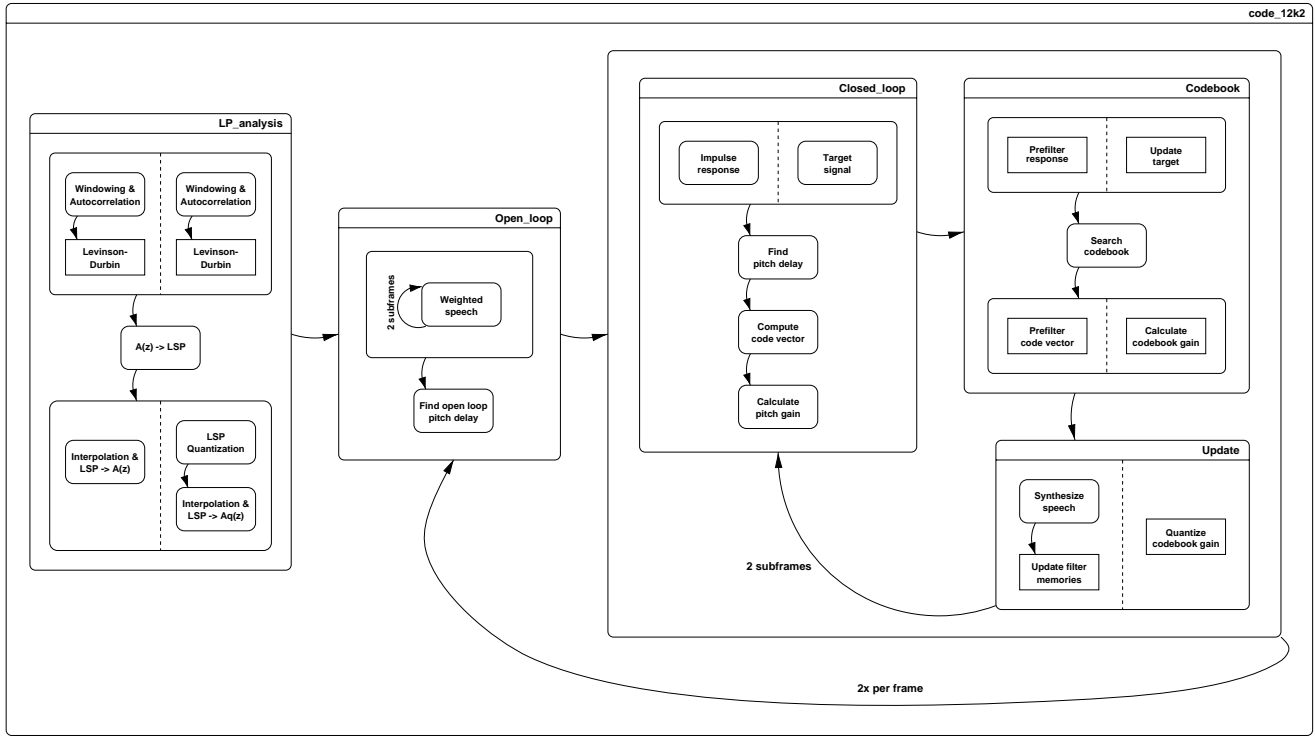 code_12k2
LP_analysis
Windowing &
Autocorrelation
Windowing &
Autocorrelation
Levinson-
Durbin
Levinson-
Durbin
A(z) -> LSP
Interpolation &
LSP -> A(z)
LSP
Quantization
Interpolation &
LSP -> Aq(z)
Open_loop
2 subframes
Weighted
speech
Find open loop
pitch delay
Closed_loop
Impulse
response
Target
signal
Find
pitch delay
Compute
code vector
Calculate
pitch gain
Codebook
Prefilter
response
Update
target
Search
codebook
Prefilter
code vector
Calculate
codebook gain
Update
Synthesize
speech
Update filter
memories
Quantize
codebook gain
2 subframes
2x per frame